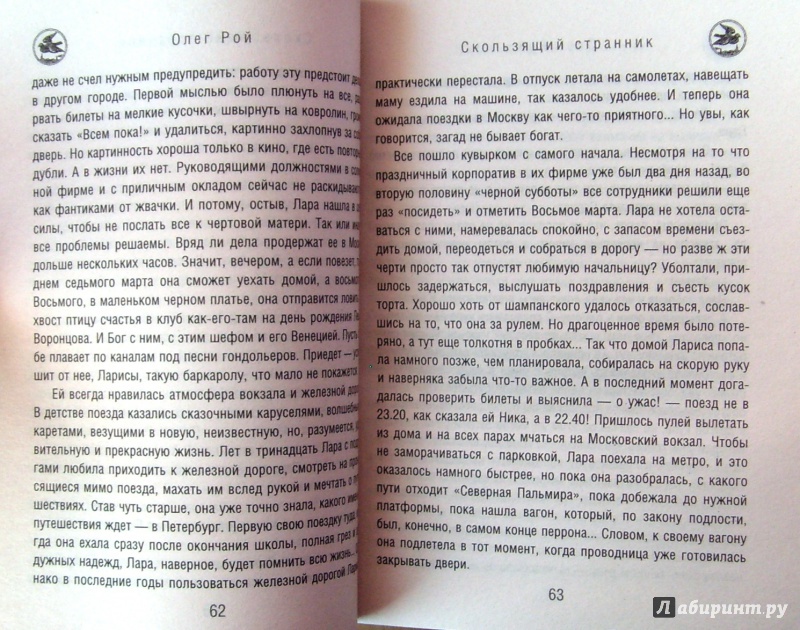 Олег Рой
даже не счел нужным предупредить: работу эту предстоит
в другом городе. Первой мыслью было плюнуть на все,
рвать билеты на мелкие кусочки, швырнуть на ковролин,
сказать «Всем пока!» и удалиться, картинно захлопнув за
дверь. Но картинность хороша только в кино, где есть
дубли. А в жизни их нет. Руководящими должностями в
ной фирме и с приличным окладом сейчас не
как фантиками от жвачки. И потому, остыв, Лара нашла в
силы, чтобы не послать все к чертовой матери. Так или
все проблемы решаемы. Вряд ли дела продержат ее в
дольше нескольких часов. Значит, вечером, а если повезет,
днем седьмого марта она сможет уехать домой, а
Восьмого, в маленьком черном платье, она отправится
хвост птицу счастья в клуб как-его-там на день рождения
Воронцова. И Бог с ним, с этим шефом и его Венецией. Пусть
бе плавает по каналам под песни гондольеров. Приедет —
шит от нее, Ларисы, такую баркаролу, что мало не покажется
Ей всегда нравилась атмосфера вокзала и железной
В детстве поезда казались сказочными каруселями,
каретами, везущими в новую, неизвестную, но, разумеется,
вительную и прекрасную жизнь. Лет в тринадцать Лара с
гами любила приходить к железной дороге, смотреть на
сящиеся мимо поезда, махать им вслед рукой и мечтать о
шествиях. Став чуть старше, она уже точно знала, какого
путешествия ждет — в Петербург. Первую свою поездку туда,
гда она ехала сразу после окончания школы, полная грез и
дужных надежд, Лара, наверное, будет помнить всю жизнь...
нако в последние годы пользоваться железной дорогой
62
Скользящий странник
практически перестала. В отпуск летала на самолетах, навещать
маму ездила на машине, так казалось удобнее. И теперь она
ожидала поездки в Москву как чего-то приятного... Но увы, как
говорится, загад не бывает богат.
Все пошло кувырком с самого начала. Несмотря на то что
праздничный корпоратив в их фирме уже был два дня назад, во
вторую половину «черной субботы» все сотрудники решили еще
раз «посидеть» и отметить Восьмое марта. Лара не хотела оста-
ваться с ними, намеревалась спокойно, с запасом времени съез-
дить домой, переодеться и собраться в дорогу — но разве ж эти
черти просто так отпустят любимую начальницу? Уболтали, при-
шлось задержаться, выслушать поздравления и съесть кусок
торта. Хорошо хоть от шампанского удалось отказаться, сослав-
шись на то, что она за рулем. Но драгоценное время было поте-
ряно, а тут еще толкотня в пробках... Так что домой Лариса попа-
ла намного позже, чем планировала, собиралась на скорую руку
и наверняка забыла что-то важное. А в последний момент дога-
далась проверить билеты и выяснила — о ужас! — поезд не в
23.20, как сказала ей Ника, а в 22.40! Пришлось пулей вылетать
из дома и на всех парах мчаться на Московский вокзал. Чтобы
не заморачиваться с парковкой, Лара поехала на метро, и это
оказалось намного быстрее, но пока она разобралась, с какого
пути отходит «Северная Пальмира», пока добежала до нужной
платформы, пока нашла вагон, который, по закону подлости,
был, конечно, в самом конце перрона... Словом, к своему вагону
она подлетела в тот момент, когда проводница уже готовилась
закрывать двери.
63
Лабиринт.ру